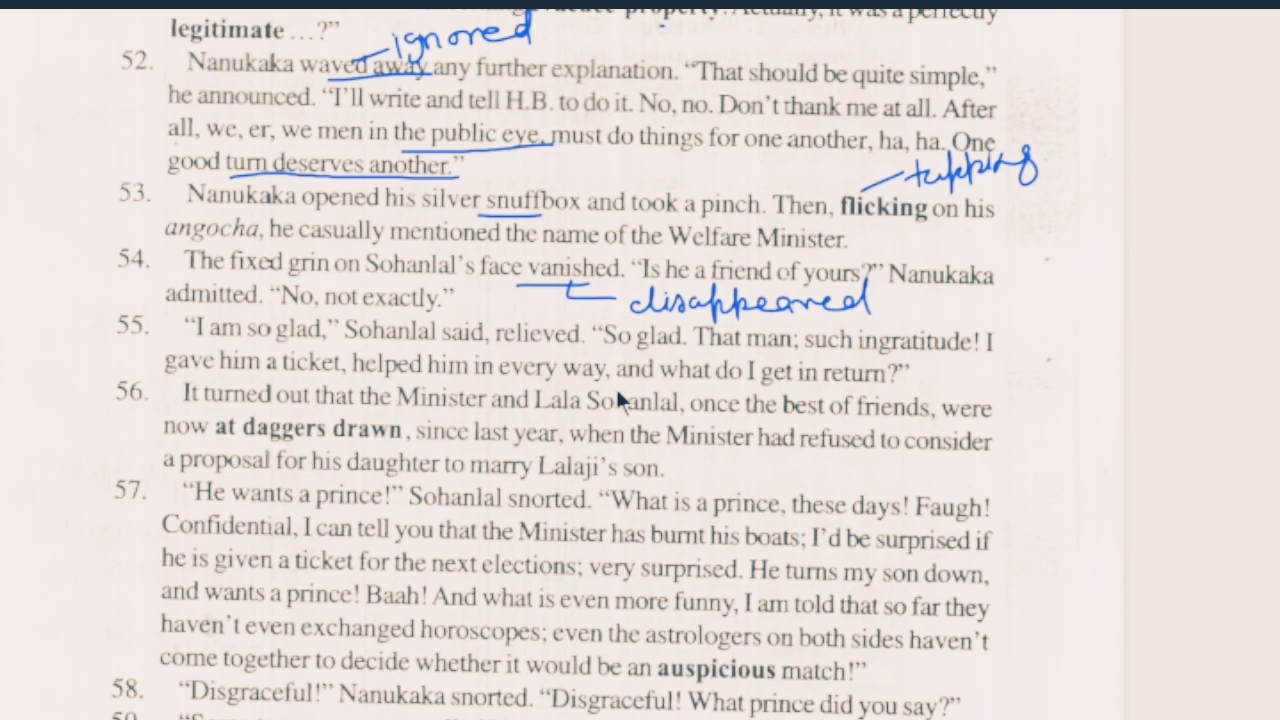 property. Actually, it was a perfectly
legitimate ...?”
ignored
52. Nanukaka waved away any further explanation. “That should be quite simple,”
he announced. “I’ll write and tell H.B. to do it. No, no. Don’t thank me at all. After
all, we, er, we men in the public eye, must do things for one another, ha, ha. One
good turn deserves another.”
tapping
53. Nanukaka opened his silver snuffbox and took a pinch. Then, flicking on his
angocha, he casually mentioned the name of the Welfare Minister.
54. The fixed grin on Sohanlal’s face vanished. “Is he a friend of yours?” Nanukaka
admitted. “No, not exactly.”
disappeared
55. “I am so glad,” Sohanlal said, relieved. “So glad. That man; such ingratitude! I
gave him a ticket, helped him in every way, and what do I get in return?”
56. It turned out that the Minister and Lala Sohanlal, once the best of friends, were
now at daggers drawn, since last year, when the Minister had refused to consider
a proposal for his daughter to marry Lalaji’s son.
57. “He wants a prince!” Sohanlal snorted. “What is a prince, these days! Faugh!
Confidential, I can tell you that the Minister has burnt his boats; I’d be surprised if
he is given a ticket for the next elections; very surprised. He turns my son down,
and wants a prince! Baah! And what is even more funny, I am told that so far they
haven’t even exchanged horoscopes; even the astrologers on both sides haven’t
come together to decide whether it would be an auspicious match!”
58. “Disgraceful!” Nanukaka snorted. “Disgraceful! What prince did you say?”